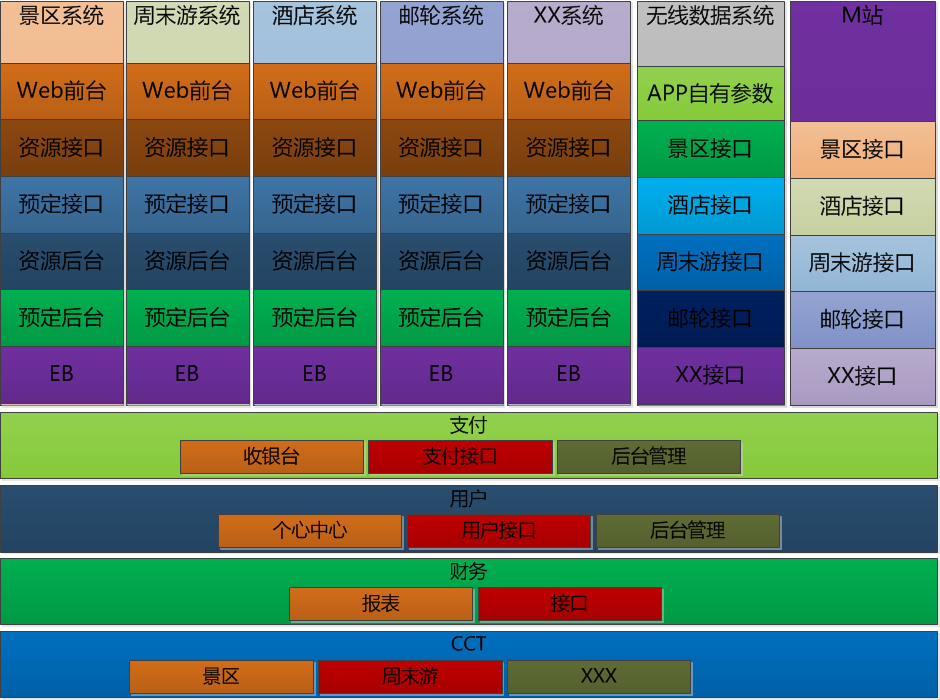 景区系统
周末游系统
酒店系统
邮轮系统
XX系统
无线数据系统
M站
Web前台
Web前台
Web前台
Web前台
Web前台
APP自有参数
资源接口
资源接口
资源接口
资源接口
资源接口
景区接口
景区接口
预定接口
预定接口
预定接口
预定接口
预定接口
酒店接口
酒店接口
资源后台
资源后台
资源后台
资源后台
资源后台
周末游接口
周末游接口
预定后台
预定后台
预定后台
预定后台
预定后台
邮轮接口
邮轮接口
EB
EB
EB
EB
EB
XX接口
XX接口
支付
收银台
支付接口
后台管理
用户
个心中心
用户接口
后台管理
财务
报表
接口
CCT
景区
周末游
XXX